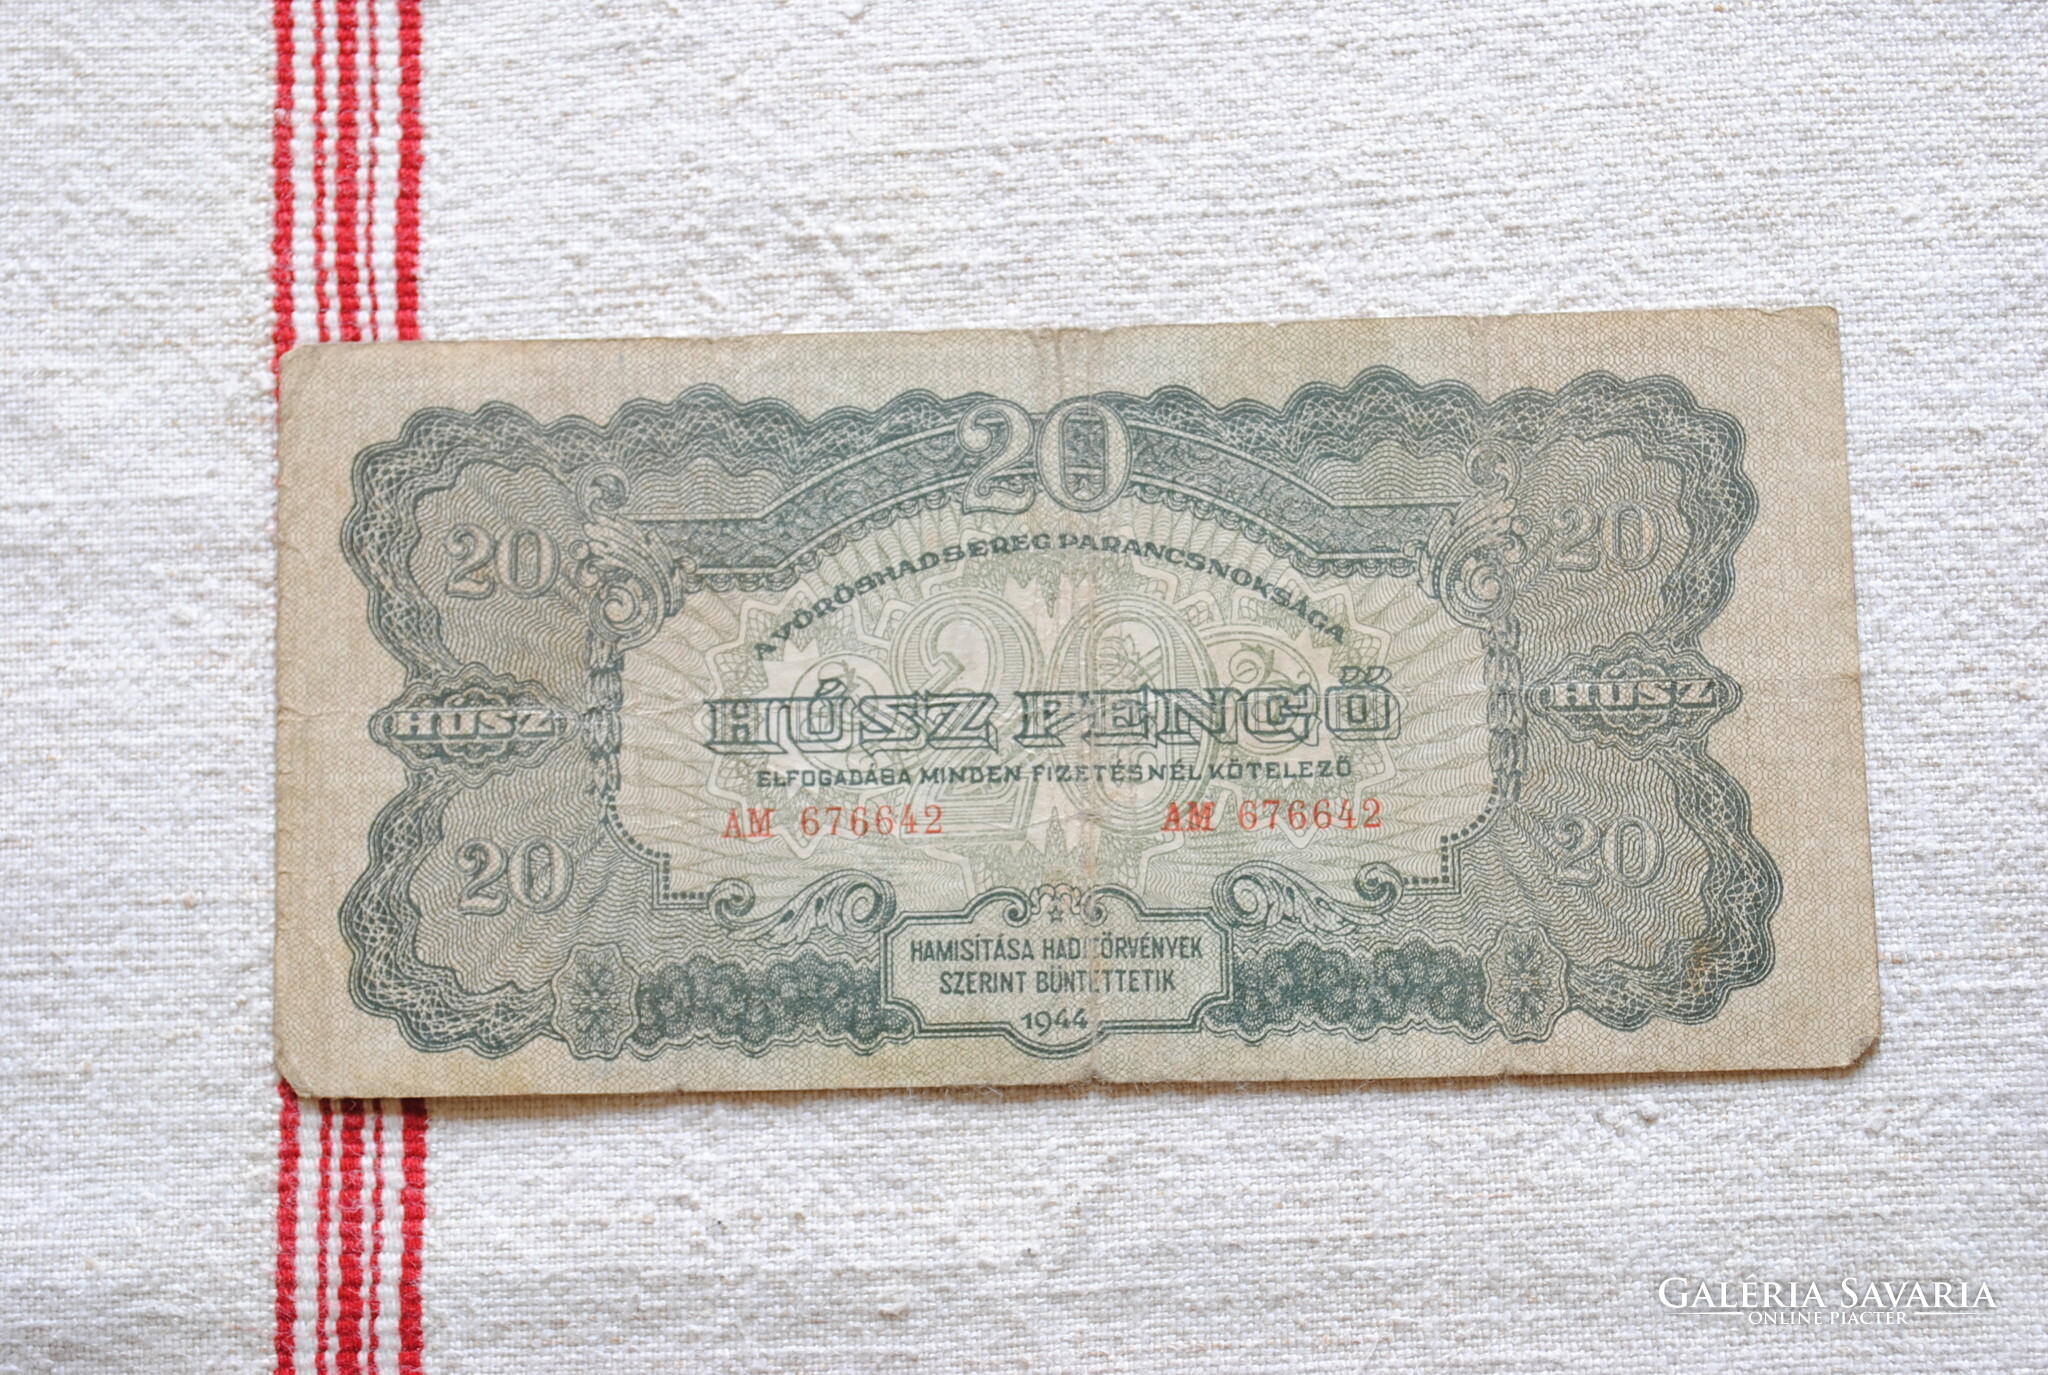 20
20 20
A VÖRÖSHADSEREG PARANCSNOKSÁGA
20
HÚSZ HÚSZ PENGŐ HÚSZ
ELFOGADÁSA MINDEN FIZETÉSNÉL KÖTELEZŐ
AM 676642 AM 676642
20 20
HAMISÍTÁSA HADITÖRVÉNYEK
SZERINT BÜNTETTETIK
1944
GALÉRIA SAVARIA
ONLINE PIACTÉR